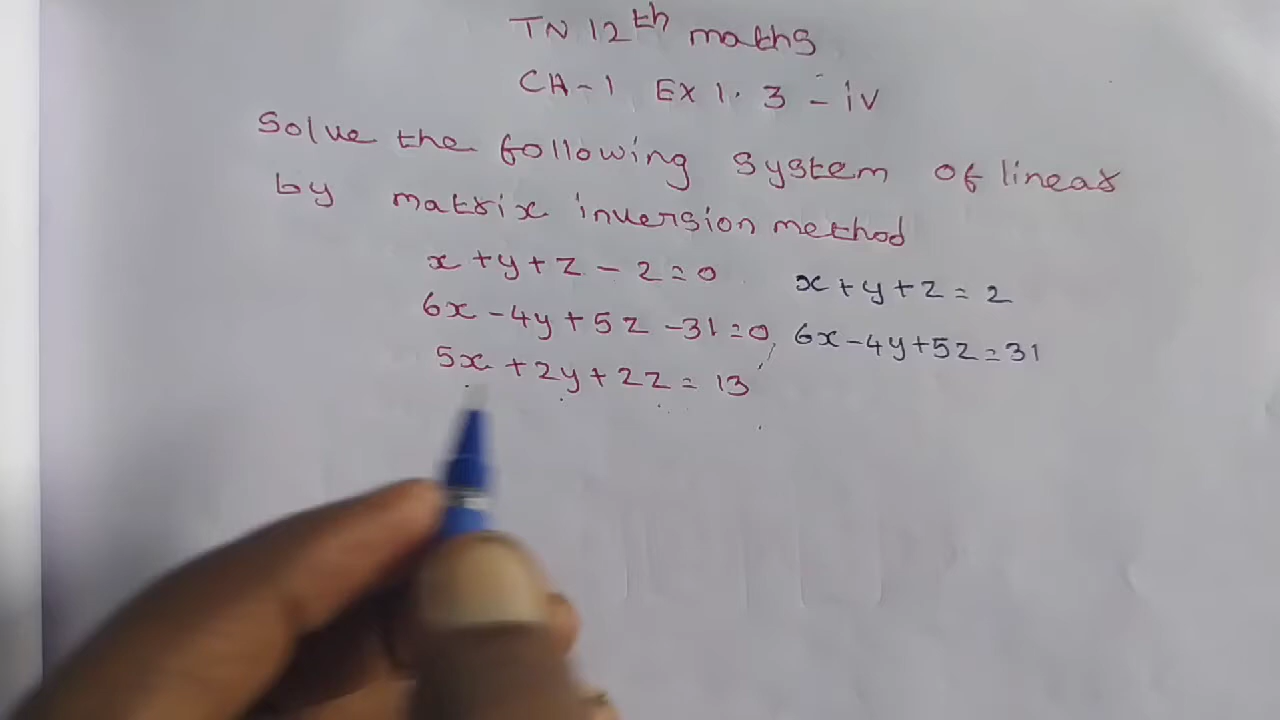 TN 12th maths
CH-1 EX 1.3 - iv
Solve the following system of linear
by matrix inversion method
x + y + z - 2 = 0
x + y + z = 2
6x - 4y + 5z - 31 = 0,
6x - 4y + 5z = 31
5x + 2y + 2z = 13